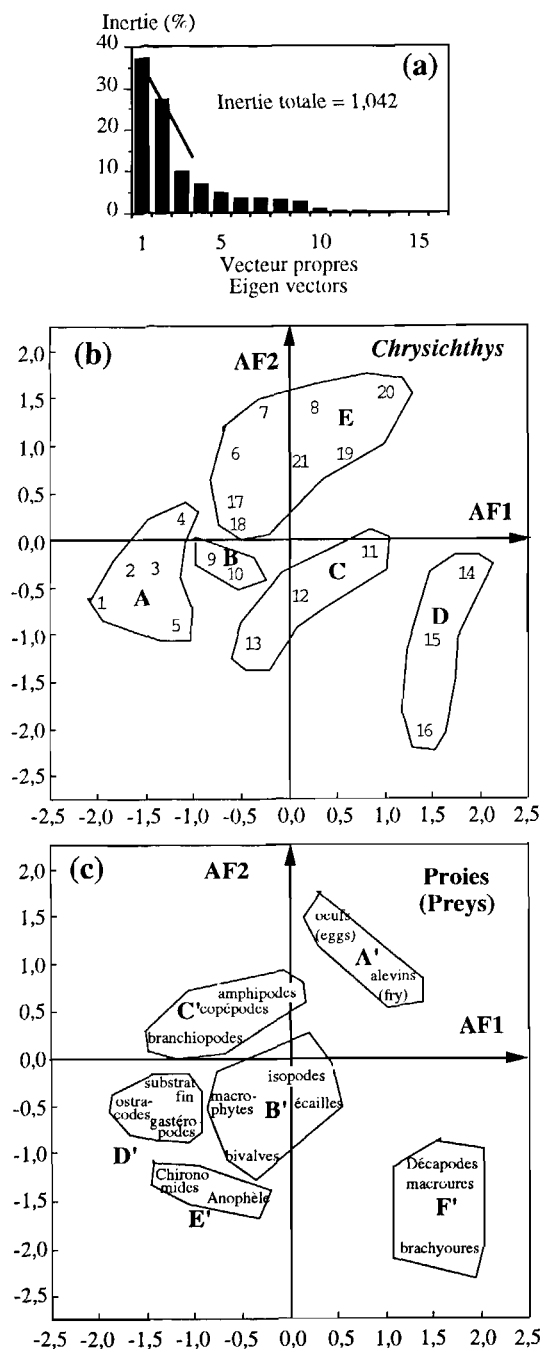 Inertie (%)
40
(a)
30
Inertie totale = 1,042
20
10
0
1 5 10 15
Vecteur propres
Eigen vectors
2,0
(b)
Chrysichthys
AF2
1,5
7 8 20
E
1,0
6 21 19
0,5
17
4 18
AF1
0,0
9 B 11
2 3 10 C 14
-0,5
1 A 12 D
5
-1,0
13 15
-1,5
-2,0
16
-2,5
-2,5 -2,0 -1,5 -1,0 -0,5 0,0 0,5 1,0 1,5 2,0 2,5
2,0
(c)
AF2
Proies
(Preys)
1,5
oeufs
(eggs)
A'
1,0
alevins
(fry)
amphipodes
C' copépodes
0,5
AF1
branchiopodes
0,0
substrat
fin
isopodes
ostra-
codes
macro-
phytes
B'
écailles
-0,5
gastéro
podes
D'
bivalves
-1,0
Chirono
mides
Anophèle
E'
Décapodes
macroures
-1,5
F'
-2,0
brachyoures
-2,5
-2,5 -2,0 -1,5 -1,0 -0,5 0,0 0,5 1,0 1,5 2,0 2,5